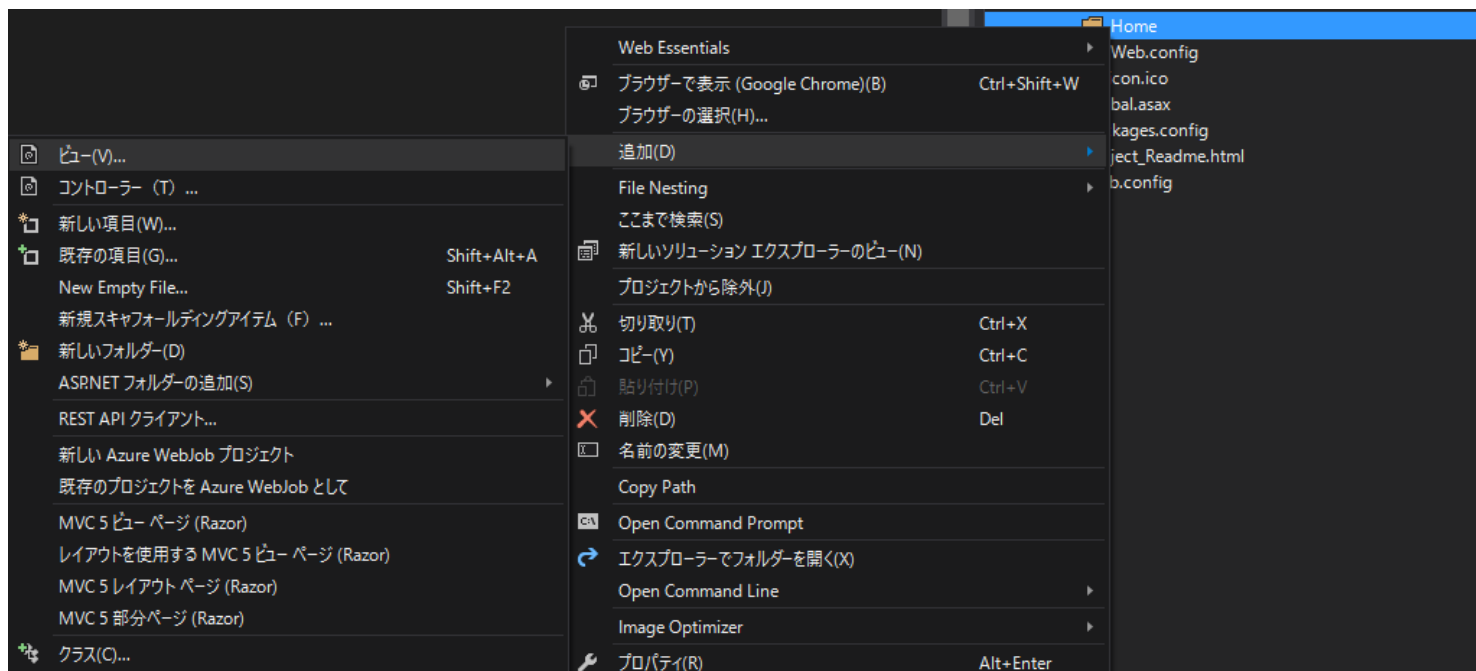 Home
Web.config
con.ico
bal.asax
kages.config
ject_Readme.html
b.config
Web Essentials
ブラウザーで表示 (Google Chrome)(B) Ctrl+Shift+W
ブラウザーの選択(H)...
追加(D)
File Nesting
ここまで検索(S)
新しいソリューション エクスプローラーのビュー(N)
プロジェクトから除外(J)
切り取り(T) Ctrl+X
コピー(Y) Ctrl+C
貼り付け(P) Ctrl+V
削除(D) Del
名前の変更(M)
Copy Path
Open Command Prompt
エクスプローラーでフォルダーを開く(X)
Open Command Line
Image Optimizer
プロパティ(R) Alt+Enter
ビュー(V)...
コントローラー（T）...
新しい項目(W)...
既存の項目(G)... Shift+Alt+A
New Empty File... Shift+F2
新規スキャフォールディングアイテム（F）...
新しいフォルダー(D)
ASP.NET フォルダーの追加(S)
REST API クライアント...
新しい Azure WebJob プロジェクト
既存のプロジェクトを Azure WebJob として
MVC 5 ビュー ページ (Razor)
レイアウトを使用する MVC 5 ビュー ページ (Razor)
MVC 5 レイアウト ページ (Razor)
MVC 5 部分ページ (Razor)
クラス(C)...